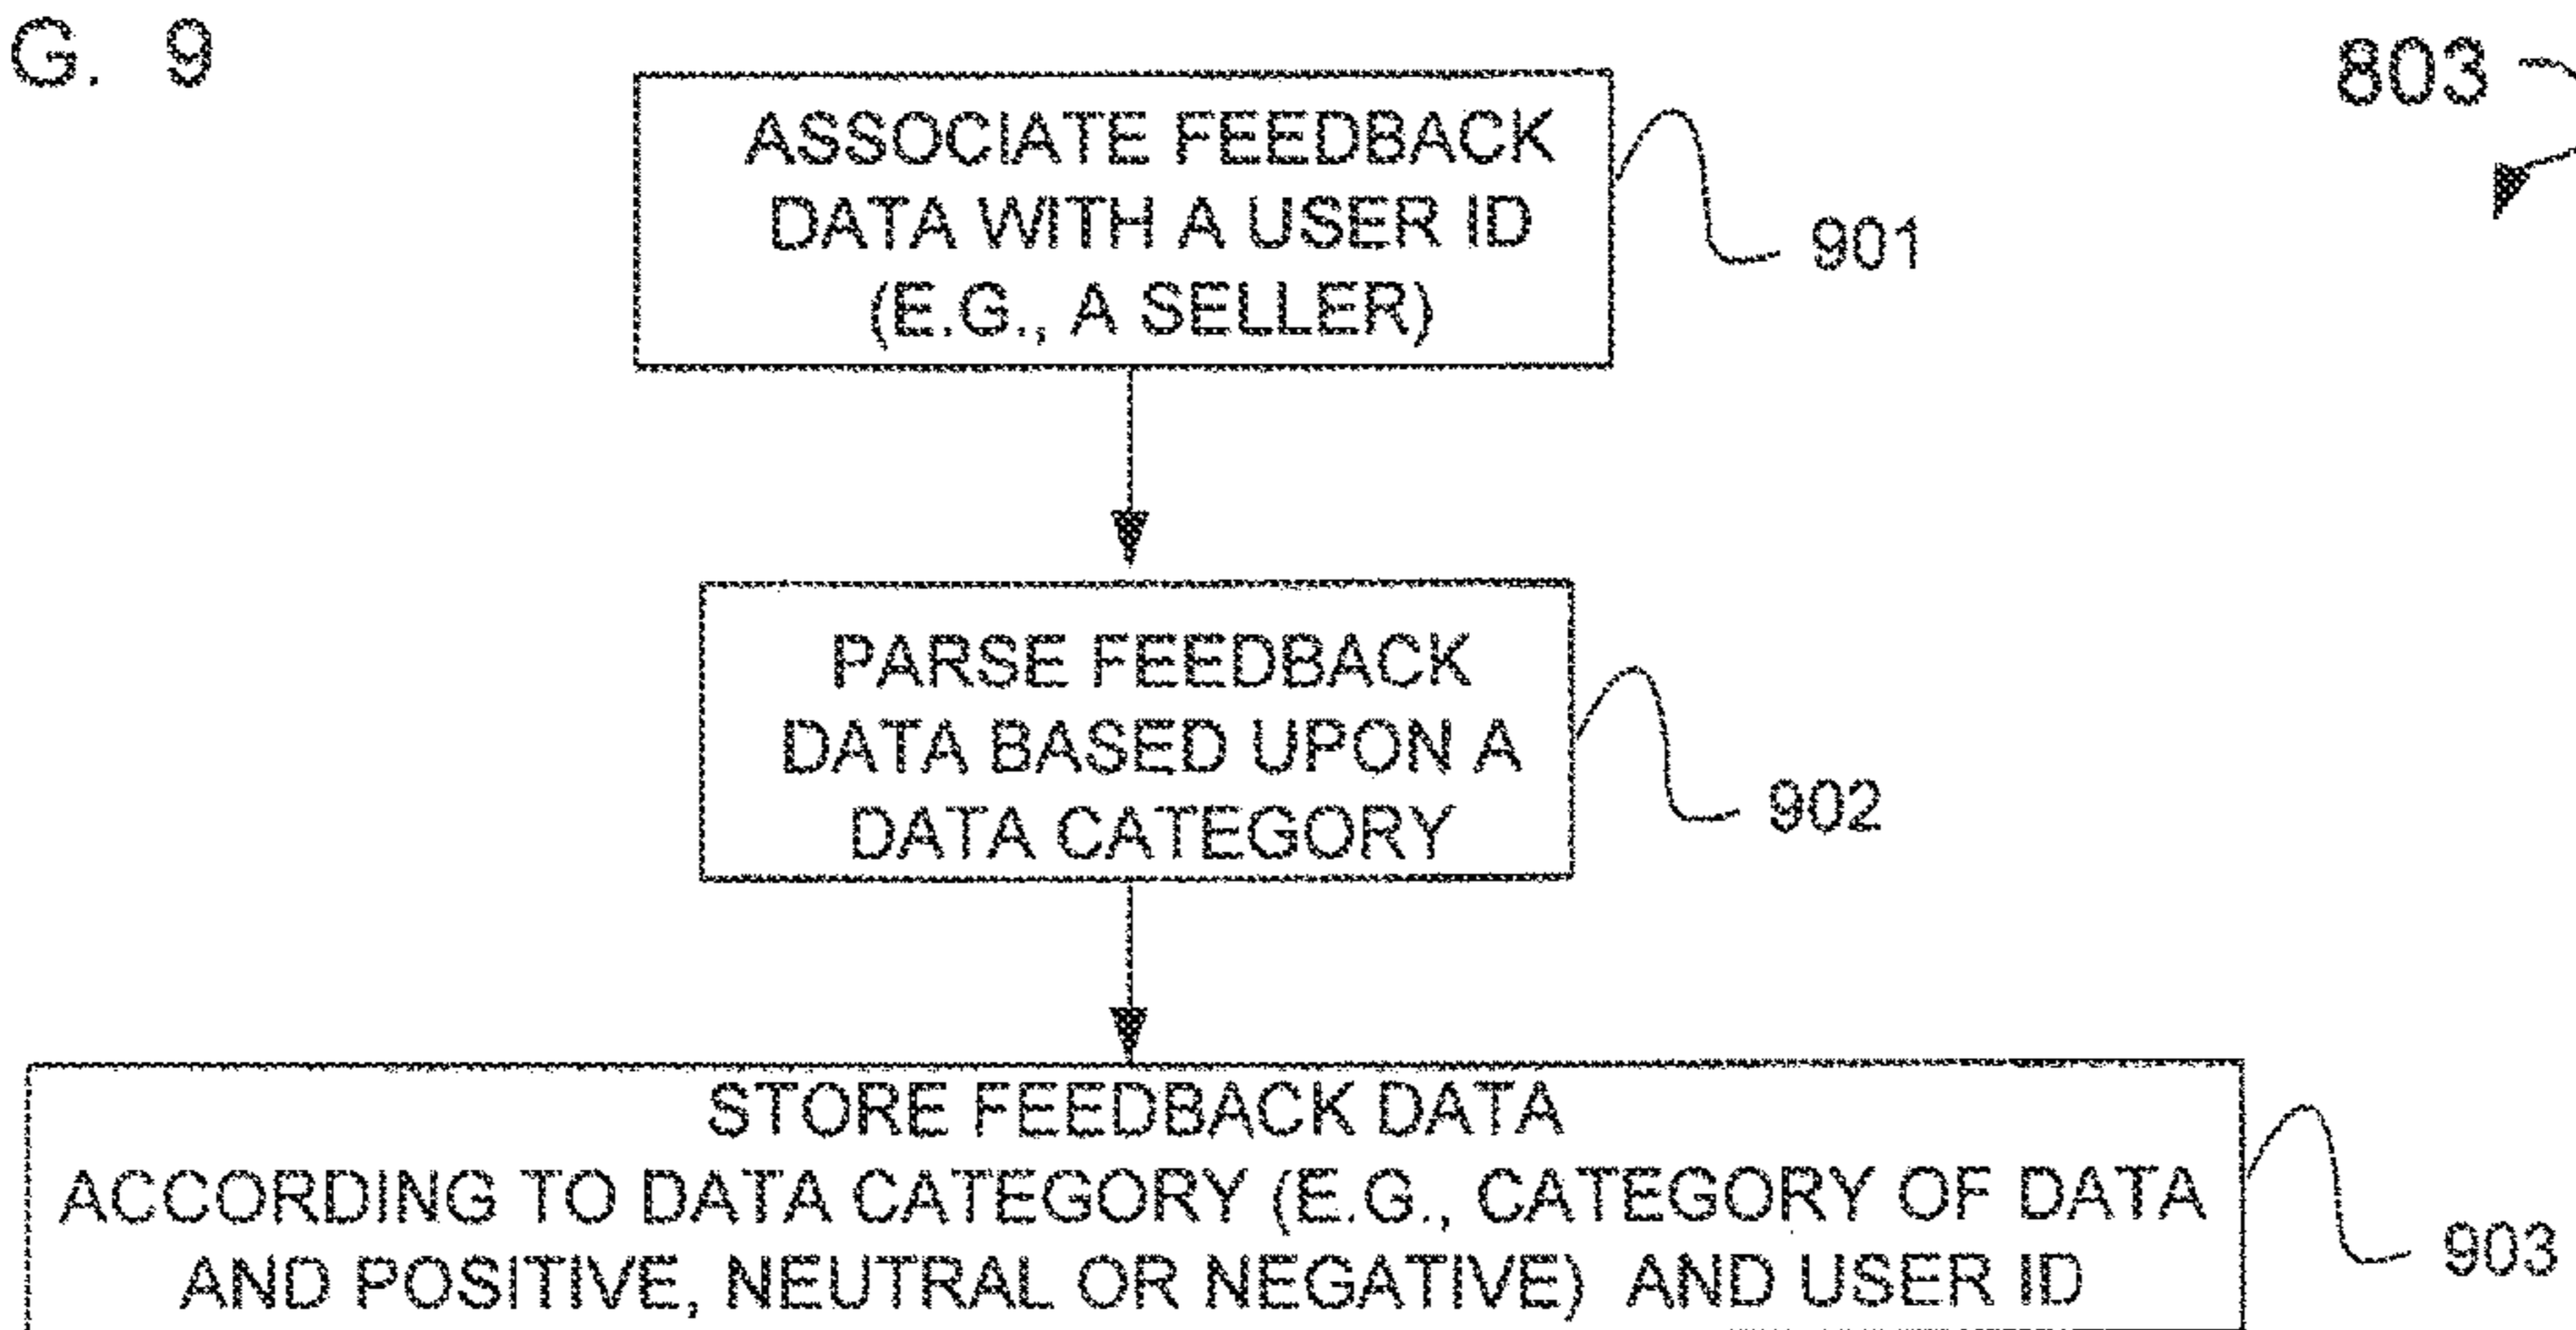 G. 9
803
ASSOCIATE FEEDBACK
DATA WITH A USER ID
(E.G., A SELLER)
901
PARSE FEEDBACK
DATA BASED UPON A
DATA CATEGORY
902
STORE FEEDBACK DATA
ACCORDING TO DATA CATEGORY (E.G., CATEGORY OF DATA
AND POSITIVE, NEUTRAL OR NEGATIVE) AND USER ID
903